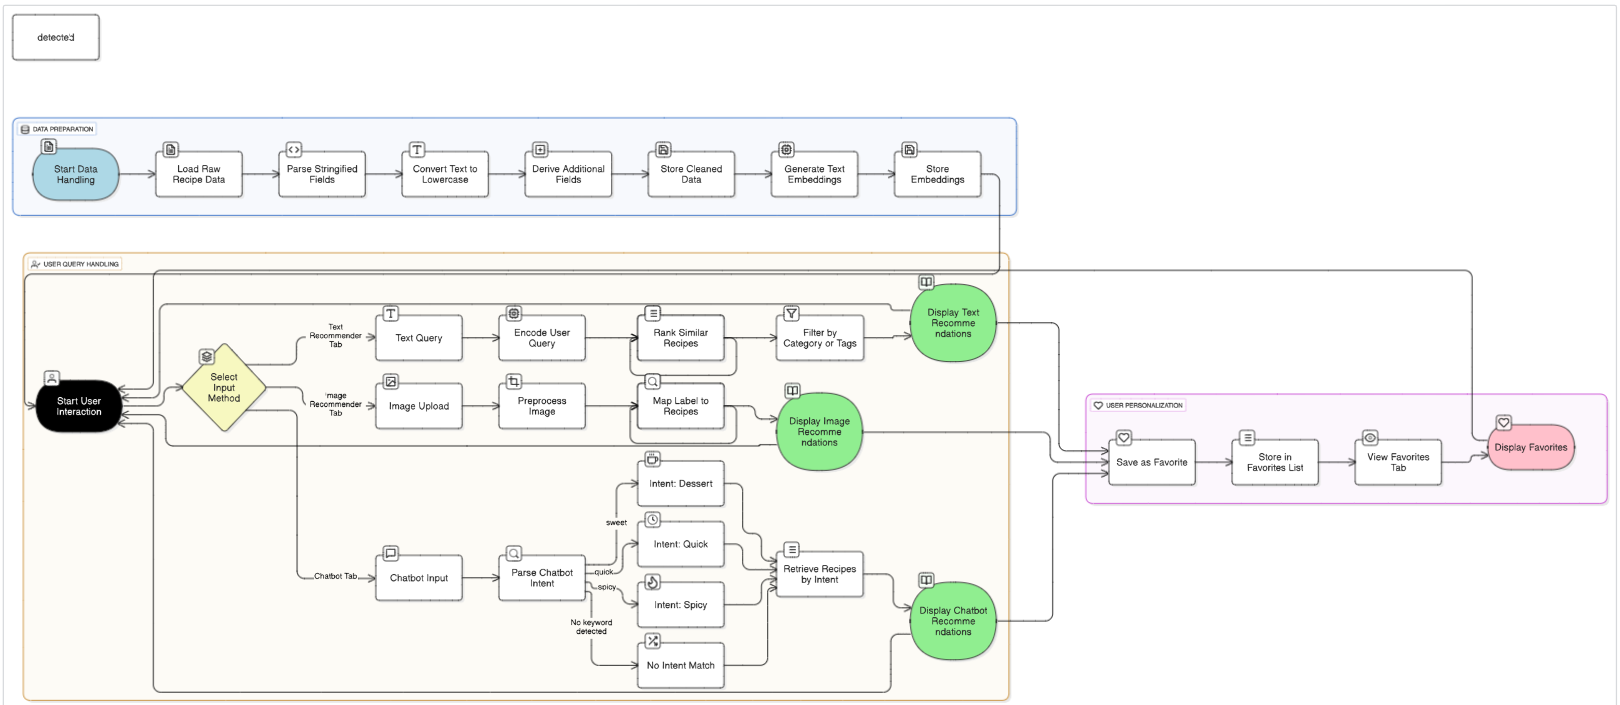 detected
DATA PREPARATION
Start Data
Handling
Load Raw
Recipe Data
Parse Stringified
Fields
Convert Text to
Lowercase
Derive Additional
Fields
Store Cleaned
Data
Generate Text
Embeddings
Store
Embeddings
USER QUERY HANDLING
Start User
Interaction
Select
Input
Method
Text
Recommender
Tab
Text Query
Encode User
Query
Rank Similar
Recipes
Filter by
Category or Tags
Display Text
Recomme
ndations
Image
Recommender
Tab
Image Upload
Preprocess
Image
Map Label to
Recipes
Display Image
Recomme
ndations
Chatbot Tab
Chatbot Input
Parse Chatbot
Intent
sweet
quick
spicy
No keyword
detected
Intent: Dessert
Intent: Quick
Intent: Spicy
No Intent Match
Retrieve Recipes
by Intent
Display Chatbot
Recomme
ndations
USER PERSONALIZATION
Save as Favorite
Store in
Favorites List
View Favorites
Tab
Display Favorites